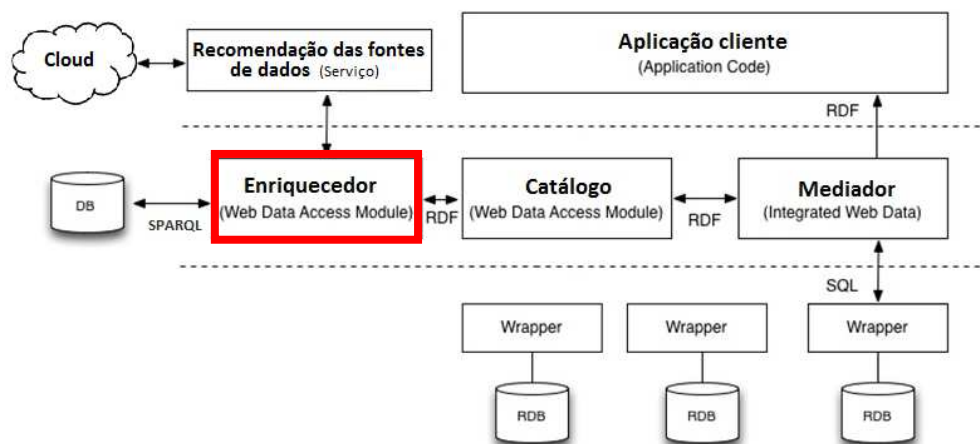 Cloud
Recomendação das fontes
de dados (Serviço)
Aplicação cliente
(Application Code)
RDF
DB
SPARQL
Enriquecedor
(Web Data Access Module)
RDF
Catálogo
(Web Data Access Module)
RDF
Mediador
(Integrated Web Data)
SQL
Wrapper
Wrapper
Wrapper
RDB
RDB
RDB